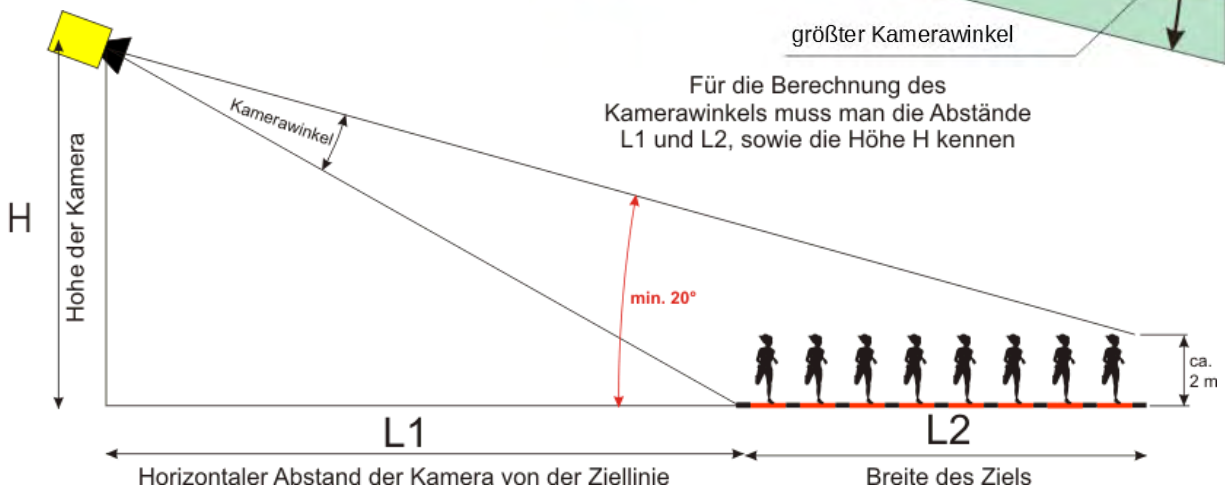 größter Kamerawinkel
Für die Berechnung des
Kamerawinkels muss man die Abstände
L1 und L2, sowie die Höhe H kennen
Kamerawinkel
H
Hohe der Kamera
min. 20°
ca.
2 m
L1
L2
Horizontaler Abstand der Kamera von der Ziellinie
Breite des Ziels